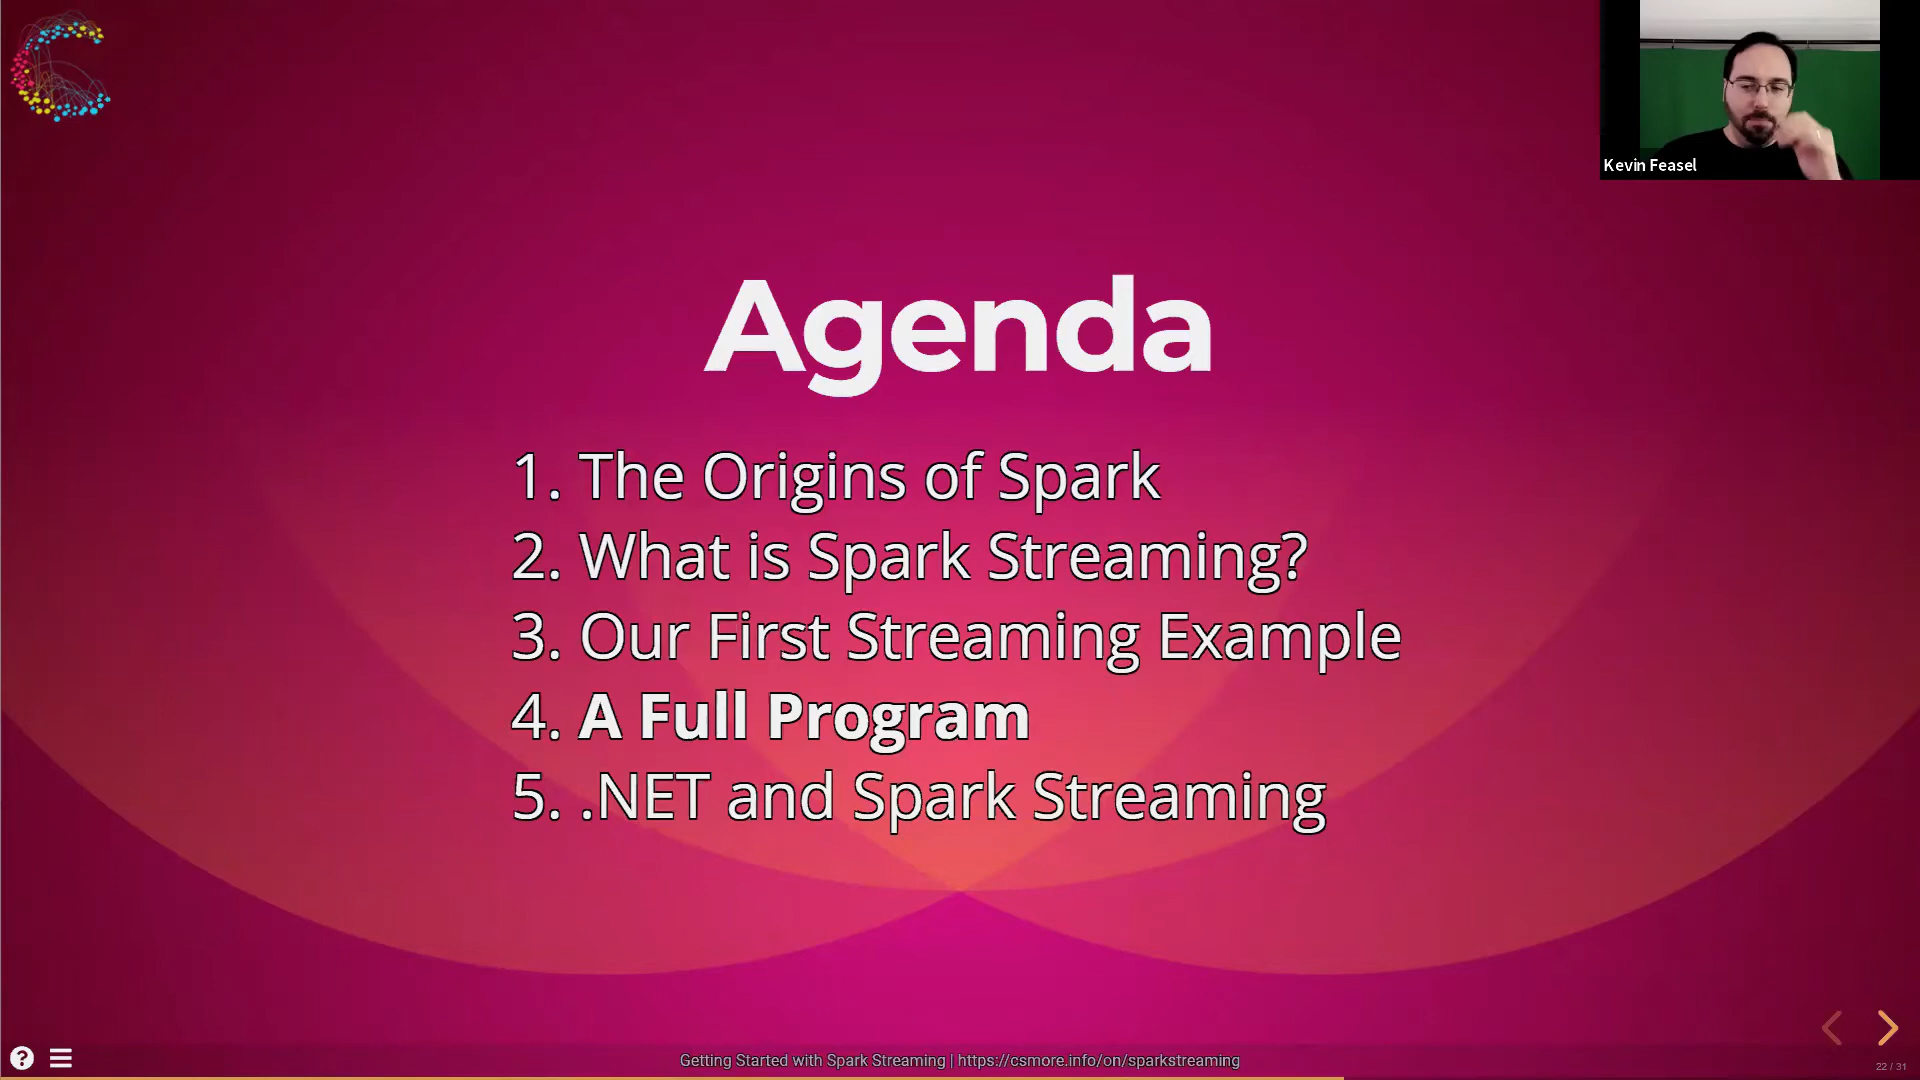 Kevin Feasel
Agenda
1. The Origins of Spark
2. What is Spark Streaming?
3. Our First Streaming Example
4. A Full Program
5. .NET and Spark Streaming
?
Getting Started with Spark Streaming | https://csmore.info/on/sparkstreaming
22 / 31